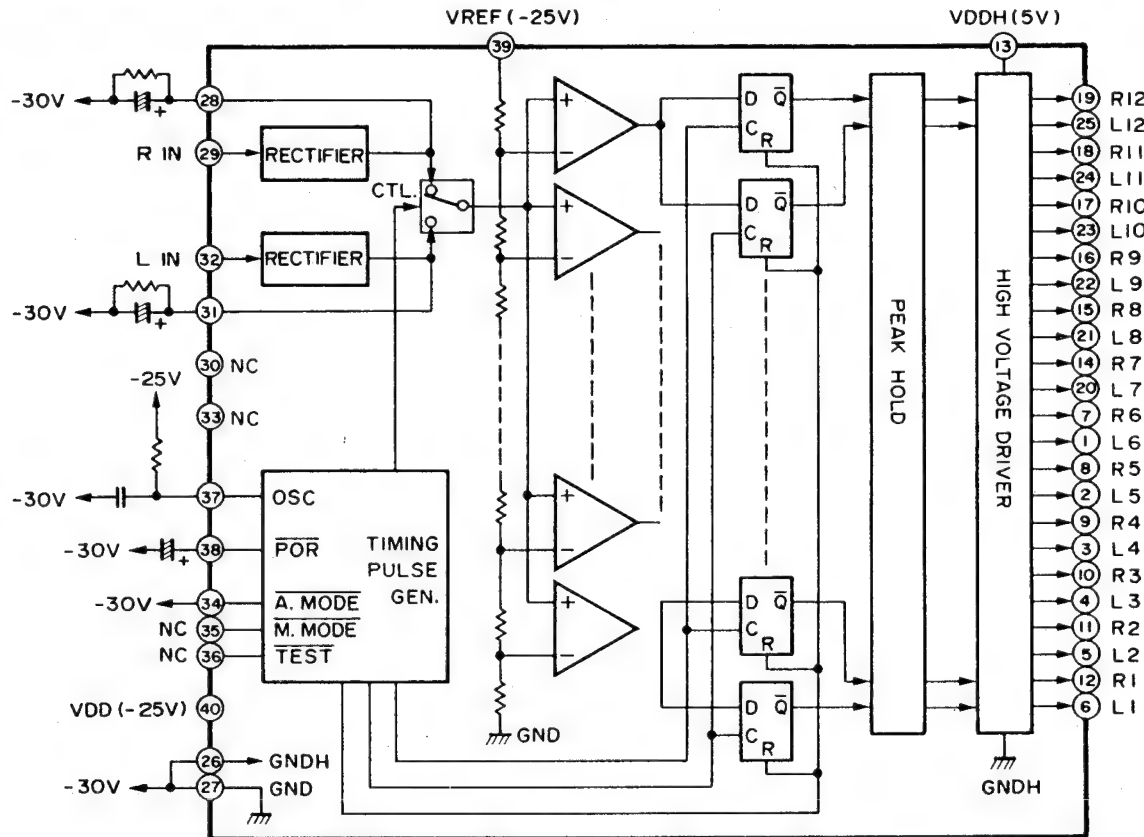 VREF (-25V)
VDDH (5V)
39
13
-30V
+
28
R IN
29
RECTIFIER
CTL.
L IN
32
RECTIFIER
-30V
+
31
30
NC
-25V
33
NC
-30V
37
OSC
-30V
+
38
POR
TIMING
PULSE
GEN.
-30V
34
A. MODE
NC
35
M. MODE
NC
36
TEST
VDD (-25V)
40
26
GNDH
-30V
27
GND
GND
+
-
+
-
+
-
+
-
D Q
C
R
D Q
C
R
D Q
C
R
D Q
C
R
PEAK HOLD
HIGH VOLTAGE DRIVER
GNDH
19 R12
25 L12
18 R11
24 L11
17 R10
23 L10
16 R9
22 L9
15 R8
21 L8
14 R7
20 L7
7 R6
1 L6
8 R5
2 L5
9 R4
3 L4
10 R3
4 L3
11 R2
5 L2
12 R1
6 L1